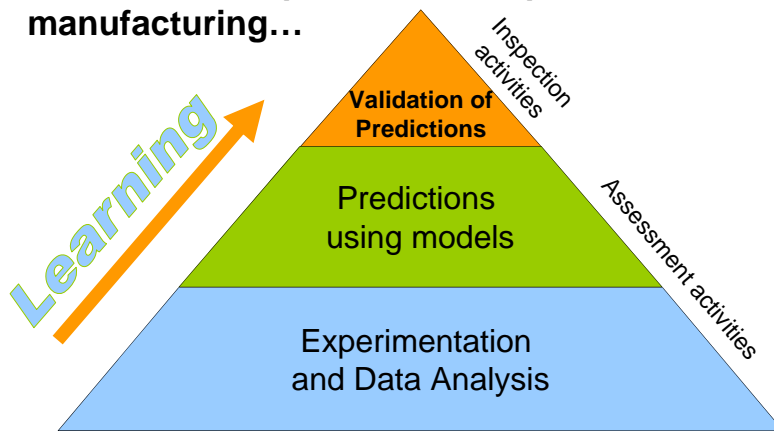 manufacturing…
Inspection
activities
Validation of
Predictions
Learning
Predictions
using models
Assessment activities
Experimentation
and Data Analysis